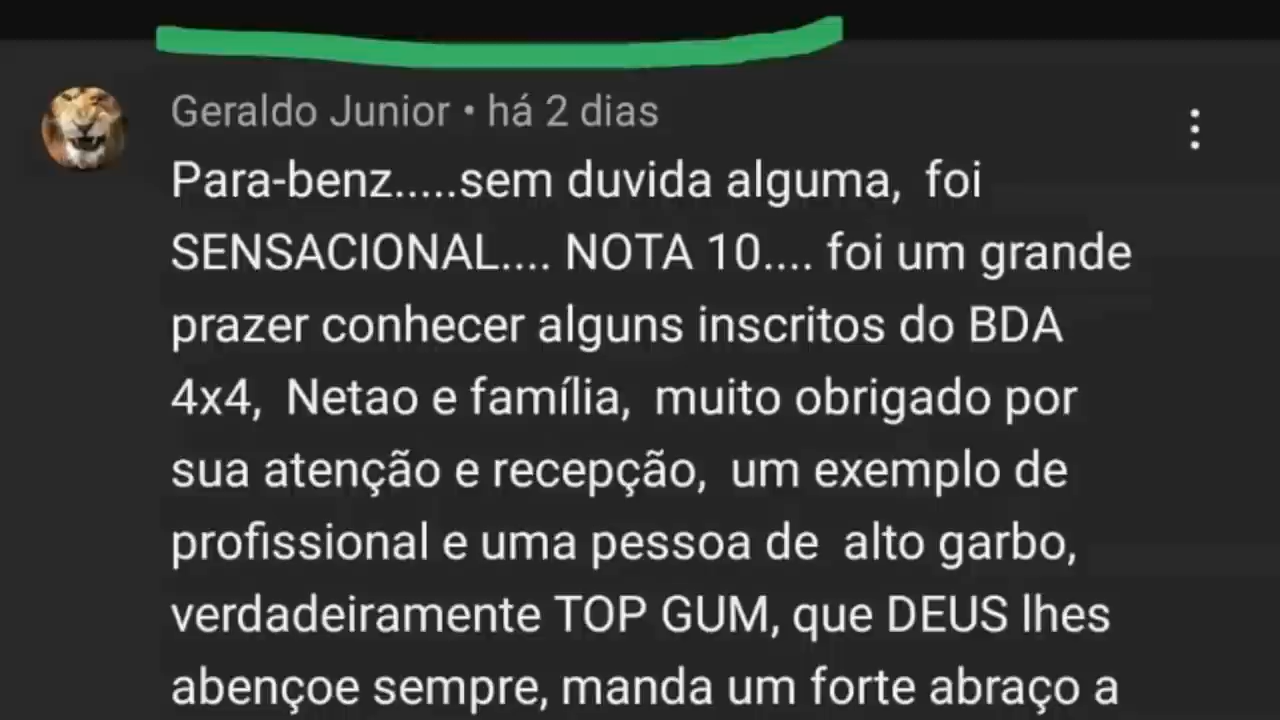 Geraldo Junior • há 2 dias
Para-benz.....sem duvida alguma, foi
SENSACIONAL.... NOTA 10.... foi um grande
prazer conhecer alguns inscritos do BDA
4x4, Netao e família, muito obrigado por
sua atenção e recepção, um exemplo de
profissional e uma pessoa de alto garbo,
verdadeiramente TOP GUM, que DEUS lhes
abençoe sempre, manda um forte abraço a